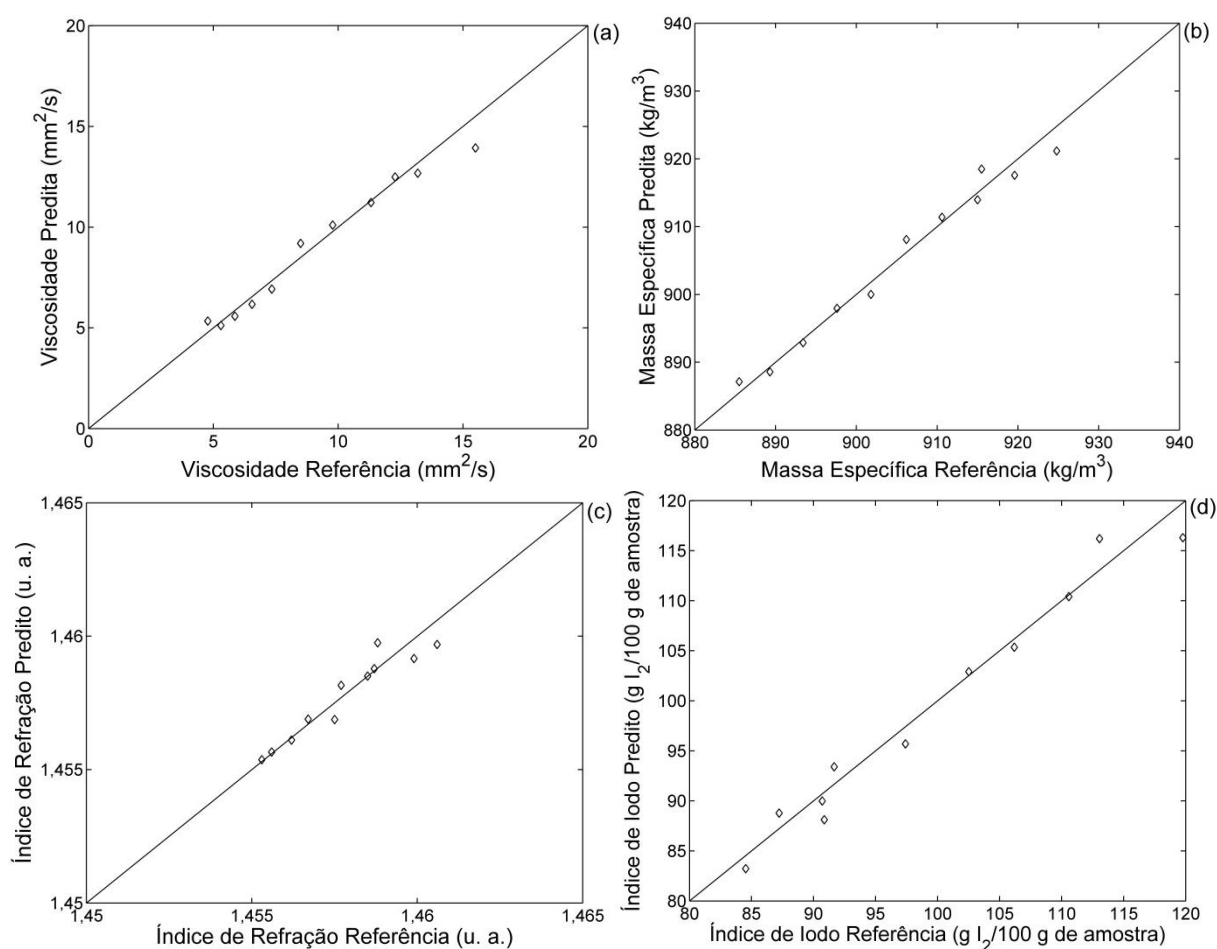 (a)
Viscosidade Predita (mm²/s)
20
15
10
5
0
0 5 10 15 20
Viscosidade Referência (mm²/s)
(b)
Massa Específica Predita (kg/m³)
940
930
920
910
900
890
880
880 890 900 910 920 930 940
Massa Específica Referência (kg/m³)
(c)
Índice de Refração Predito (u. a.)
1,465
1,46
1,455
1,45
1,45 1,455 1,46 1,465
Índice de Refração Referência (u. a.)
(d)
Índice de Iodo Predito (g I₂/100 g de amostra)
120
115
110
105
100
95
90
85
80
80 85 90 95 100 105 110 115 120
Índice de Iodo Referência (g I₂/100 g de amostra)